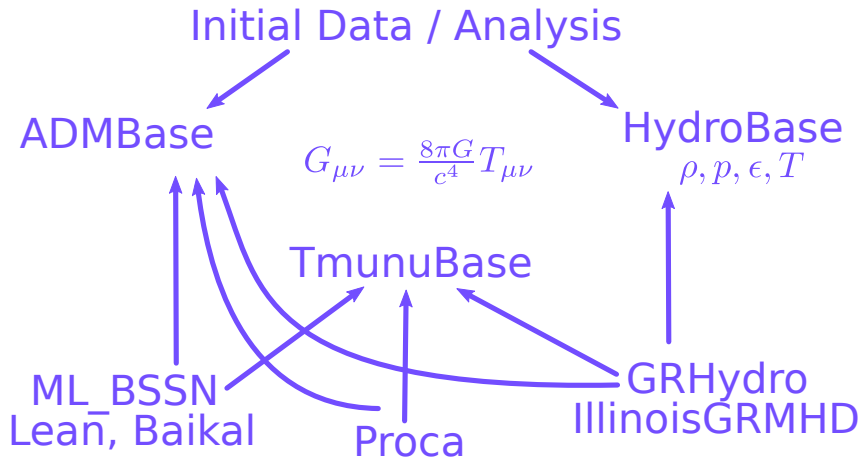 Initial Data / Analysis
ADMBase
HydroBase
G_{μν} = \frac{8πG}{c^4} T_{μν}
ρ, p, ϵ, T
TmunuBase
ML_BSSN
Lean, Baikal
Proca
GRHydro
IllinoisGRMHD